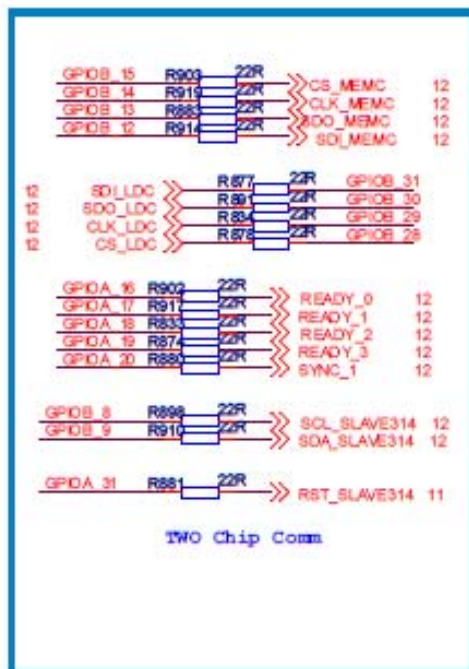 GPIOB_15 R903 22R CS_MEMC 12
GPIOB_14 R919 22R CLK_MEMC 12
GPIOB_13 R883 22R SDO_MEMC 12
GPIOB_12 R914 22R SDI_MEMC 12
12 SDI_LDC R877 22R GPIOB_31
12 SDO_LDC R891 22R GPIOB_30
12 CLK_LDC R834 22R GPIOB_29
12 CS_LDC R878 22R GPIOB_28
GPIOA_16 R902 22R READY_0 12
GPIOA_17 R917 22R READY_1 12
GPIOA_18 R833 22R READY_2 12
GPIOA_19 R874 22R READY_3 12
GPIOA_20 R880 22R SYNC_1 12
GPIOB_8 R898 22R SCL_SLAVE314 12
GPIOB_9 R910 22R SDA_SLAVE314 12
GPIOA_31 R881 22R RST_SLAVE314 11
TWO Chip Comm